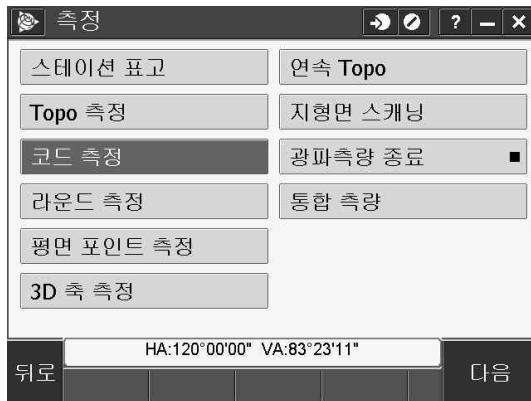 측정
?
스테이션 표고
Topo 측정
코드 측정
라운드 측정
평면 포인트 측정
3D 축 측정
연속 Topo
지형면 스캐닝
광파측량 종료
통합 측량
HA:120°00'00" VA:83°23'11"
뒤로
다음